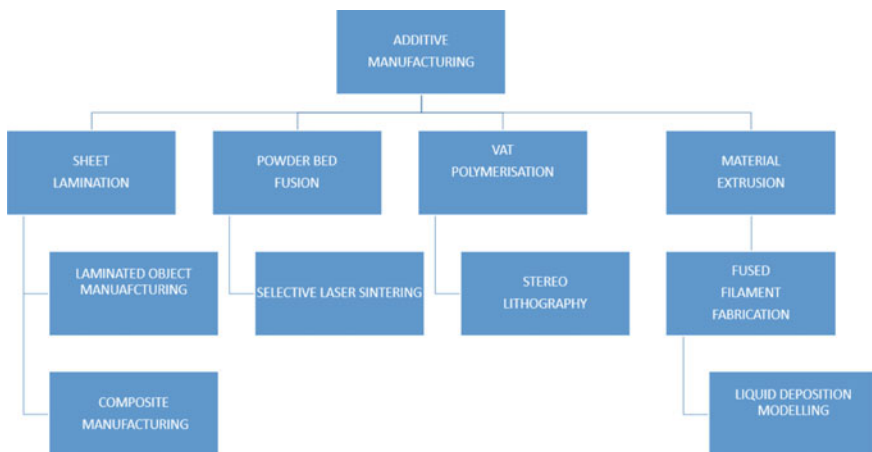 ADDITIVE
MANUFACTURING
SHEET
LAMINATION
POWDER BED
FUSION
VAT
POLYMERISATION
MATERIAL
EXTRUSION
LAMINATED OBJECT
MANUAFCTURING
SELECTIVE LASER SINTERING
STEREO
LITHOGRAPHY
FUSED
FILAMENT
FABRICATION
COMPOSITE
MANUFACTURING
LIQUID DEPOSITION
MODELLING